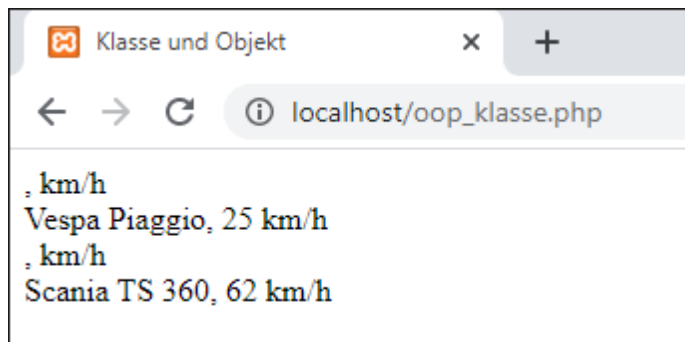 Klasse und Objekt
localhost/oop_klasse.php
, km/h
Vespa Piaggio, 25 km/h
, km/h
Scania TS 360, 62 km/h